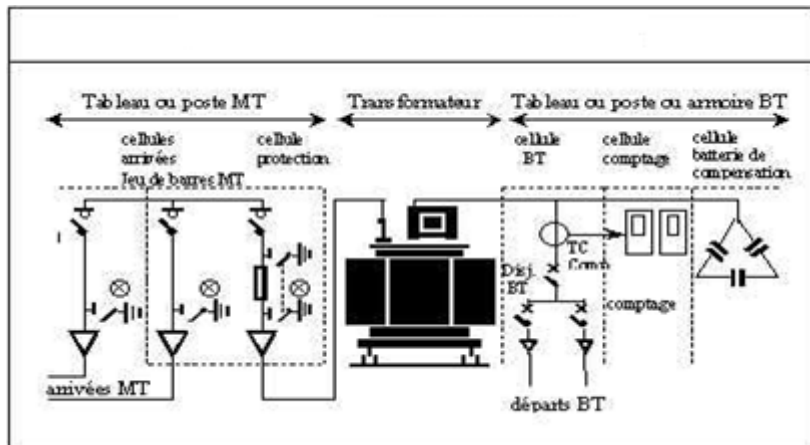 Tableau ou poste MT
Transformateur
Tableau ou poste ou armoire BT
cellules
arrivées
Jeu de barres MT
cellule
protection
cellule
BT
cellule
comptage
cellule
batterie de
compensation
TC
Disj.
BT
comptage
arrivées MT
départs BT